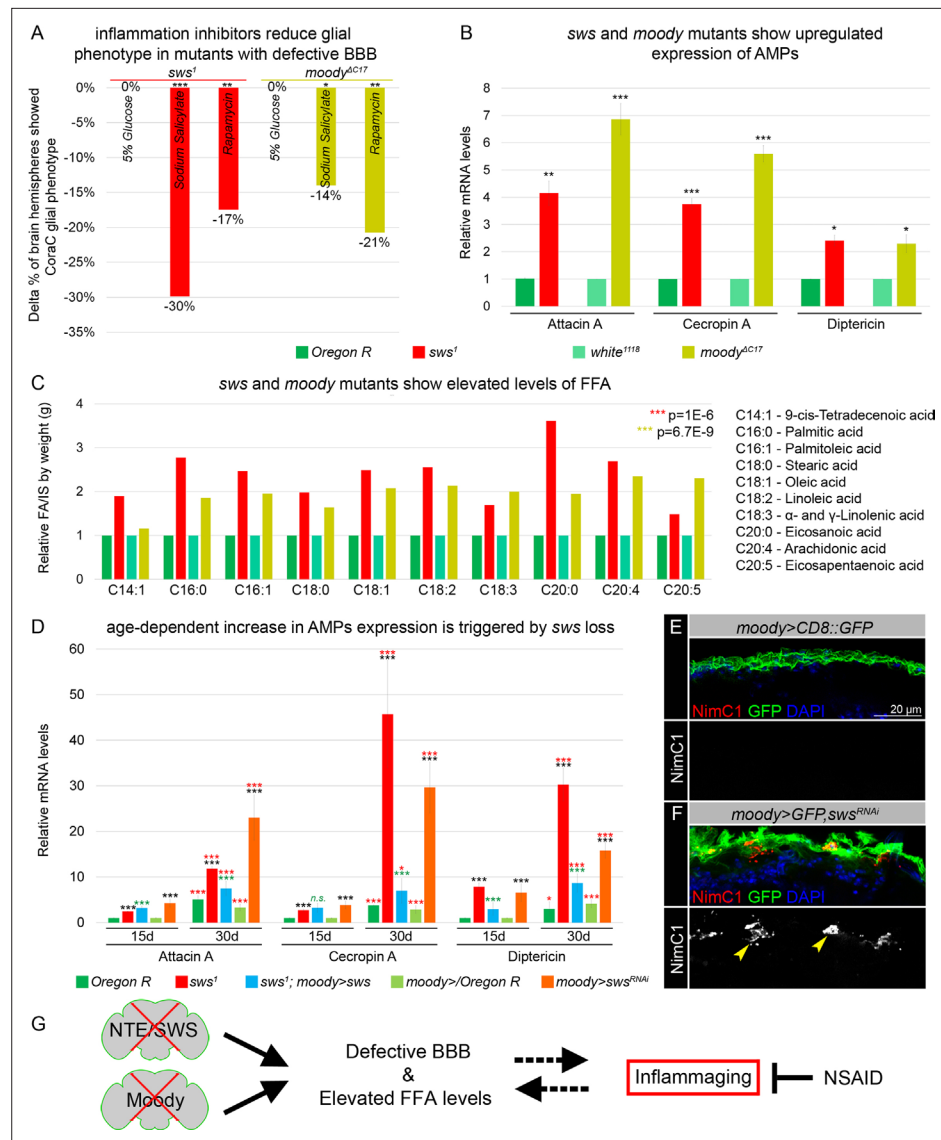 A
inflammation inhibitors reduce glial
phenotype in mutants with defective BBB
sws¹
moodyΔC17
0%
-5%
-10%
-15%
-20%
-25%
-30%
-35%
Delta % of brain hemispheres showed
CoraC glial phenotype
0% *** ** 0% * **
5% Glucose
Sodium Salicylate
Rapamycin
5% Glucose
Sodium Salicylate
Rapamycin
-30%
-17%
-14%
-21%
B
sws and moody mutants show upregulated
expression of AMPs
Relative mRNA levels
8
7
6
5
4
3
2
1
0
** *** *** *** * *
Attacin A Cecropin A Diptericin
Oregon R sws¹ white¹¹¹⁸ moodyΔC17
C
sws and moody mutants show elevated levels of FFA
Relative FA/IS by weight (g)
4
3
2
1
0
*** p=1E-6
*** p=6.7E-9
C14:1 C16:0 C16:1 C18:0 C18:1 C18:2 C18:3 C20:0 C20:4 C20:5
C14:1 - 9-cis-Tetradecenoic acid
C16:0 - Palmitic acid
C16:1 - Palmitoleic acid
C18:0 - Stearic acid
C18:1 - Oleic acid
C18:2 - Linoleic acid
C18:3 - α- and γ-Linolenic acid
C20:0 - Eicosanoic acid
C20:4 - Arachidonic acid
C20:5 - Eicosapentaenoic acid
D
age-dependent increase in AMPs expression is triggered by sws loss
Relative mRNA levels
60
50
40
30
20
10
0
*** *** *** *** *** *** *** *** *** *** *** ***
*** n.s. *** *** *** *** * *** *** *** ***
*** *** *** * *** *** *** *** *** *** ***
15d 30d 15d 30d 15d 30d
Attacin A Cecropin A Diptericin
Oregon R sws¹ sws¹; moody>sws moody>/Oregon R moody>swsRNAi
E
moody>CD8::GFP
NimC1 GFP DAPI
20 µm
NimC1
F
moody>GFP,swsRNAi
NimC1 GFP DAPI
NimC1
G
NTE/SWS
Moody
Defective BBB
&
Elevated FFA levels
Inflammaging
NSAID